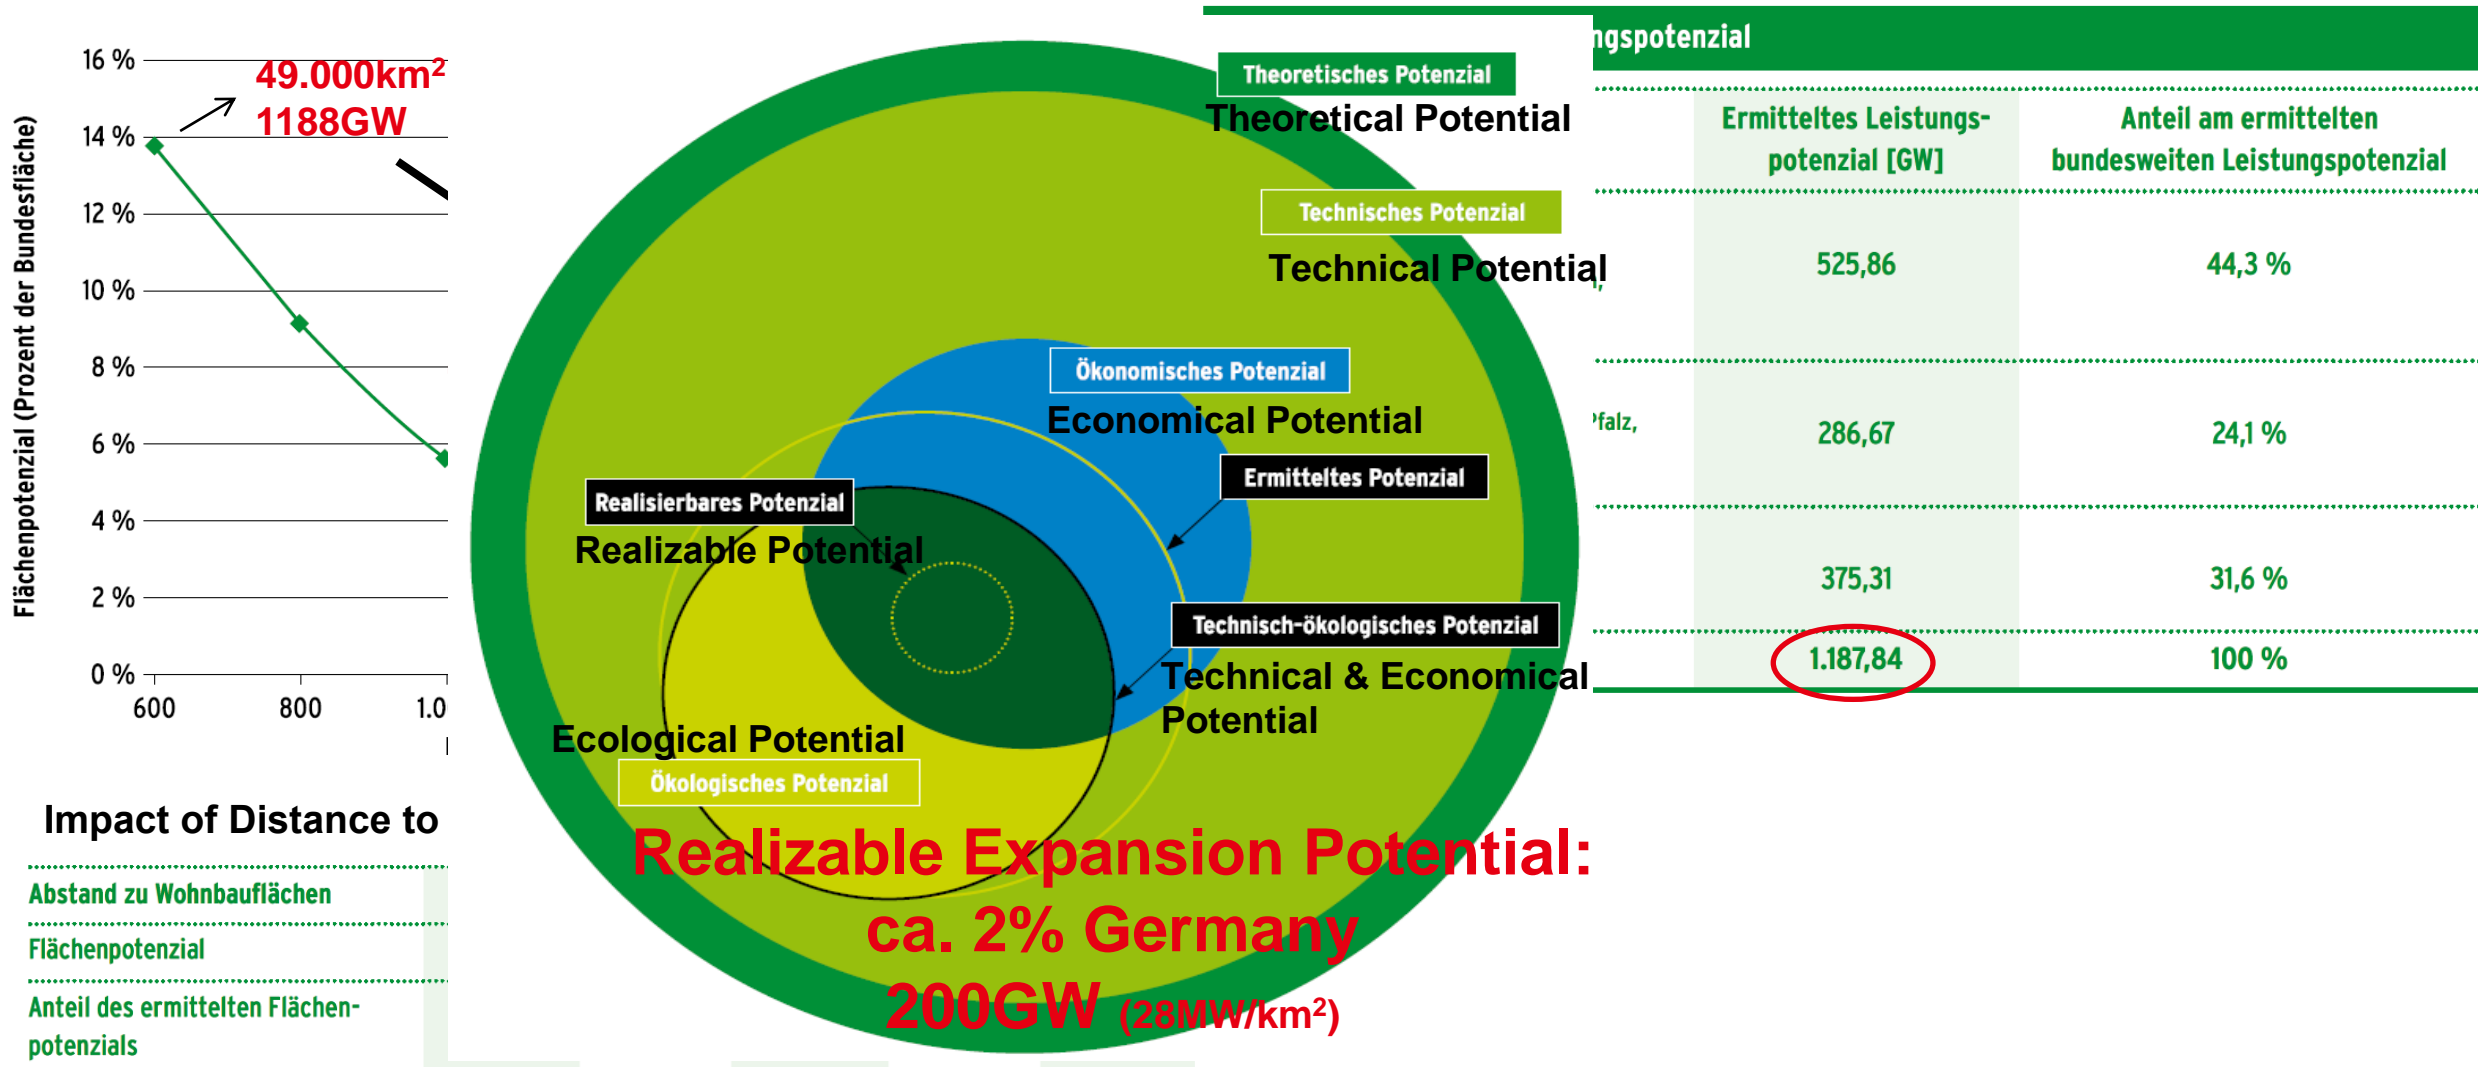 Flächenpotenzial (Prozent der Bundesfläche)
16 %
14 %
12 %
10 %
8 %
6 %
4 %
2 %
0 %
600
800
1.0
49.000km²
1188GW
Impact of Distance to
Abstand zu Wohnbauflächen
Flächenpotenzial
Anteil des ermittelten Flächen-
potenzials
Theoretisches Potenzial
Theoretical Potential
Technisches Potenzial
Technical Potential
Ökonomisches Potenzial
Economical Potential
Ermitteltes Potenzial
Realisierbares Potenzial
Realizable Potential
Technisch-ökologisches Potenzial
Technical & Economical
Potential
Ecological Potential
Ökologisches Potenzial
Realizable Expansion Potential:
ca. 2% Germany
200GW (28MW/km²)
ngspotenzial
Ermitteltes Leistungs-
potenzial [GW]
Anteil am ermittelten
bundesweiten Leistungspotenzial
525,86
44,3 %
Pfalz,
286,67
24,1 %
375,31
31,6 %
1.187,84
100 %